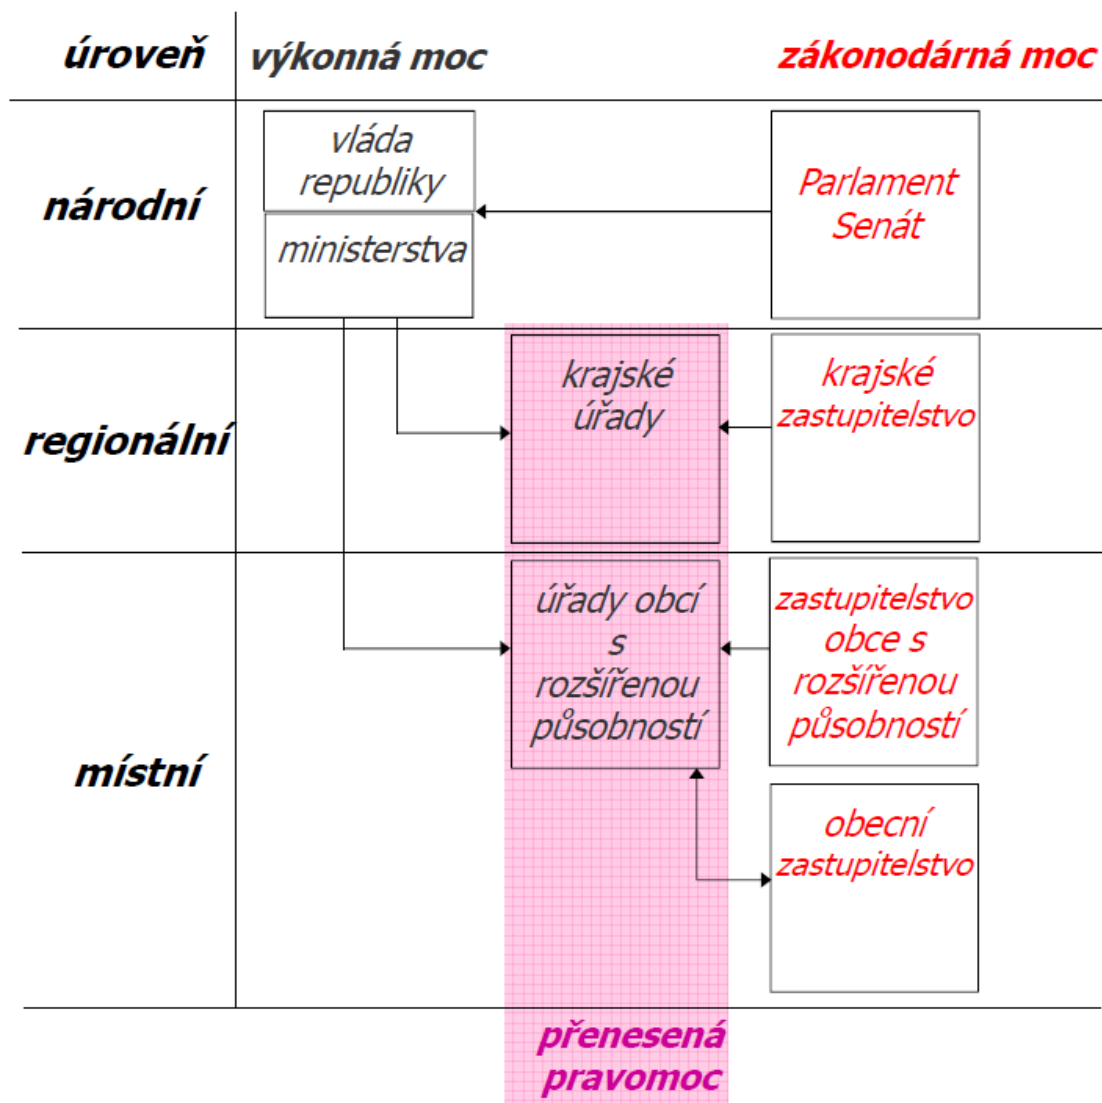 úroveň
výkonná moc
zákonodárná moc
národní
vláda
republiky
ministerstva
Parlament
Senát
regionální
krajské
úřady
krajské
zastupitelstvo
místní
úřady obcí
s
rozšířenou
působností
zastupitelstvo
obce s
rozšířenou
působností
obecní
zastupitelstvo
přenesená
pravomoc